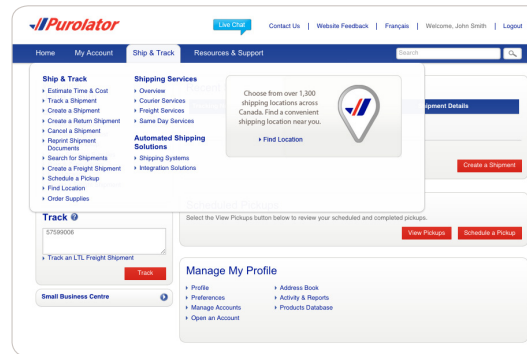 Purolator
Live Chat
Contact Us | Website Feedback | Français | Welcome, John Smith | Logout
Home My Account Ship & Track Resources & Support
Search
Ship & Track
Estimate Time & Cost
Track a Shipment
Create a Shipment
Create a Return Shipment
Cancel a Shipment
Reprint Shipment
Documents
Search for Shipments
Create a Freight Shipment
Schedule a Pickup
Find Location
Order Supplies
Shipping Services
Overview
Courier Services
Freight Services
Same Day Services
Automated Shipping
Solutions
Shipping Systems
Integration Solutions
Choose from over 1,300
shipping locations across
Canada. Find a convenient
shipping location near you.
Find Location
ipment Details
Create a Shipment
Scheduled Pickups
Select the View Pickups button below to review your scheduled and completed pickups.
View Pickups Schedule a Pickup
Track
57599006
Track an LTL Freight Shipment
Track
Small Business Centre
Manage My Profile
Profile
Preferences
Manage Accounts
Open an Account
Address Book
Activity & Reports
Products Database